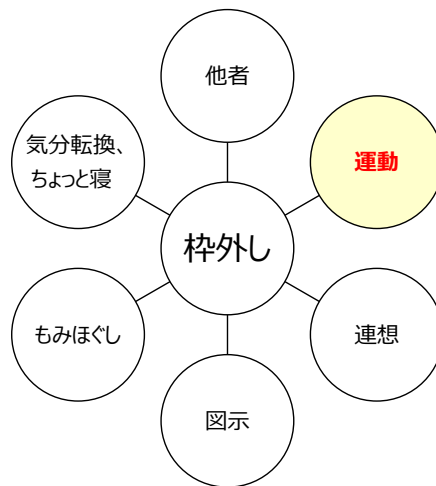 他者
運動
気分転換、
ちょっと寝
枠外し
もみほぐし
連想
図示